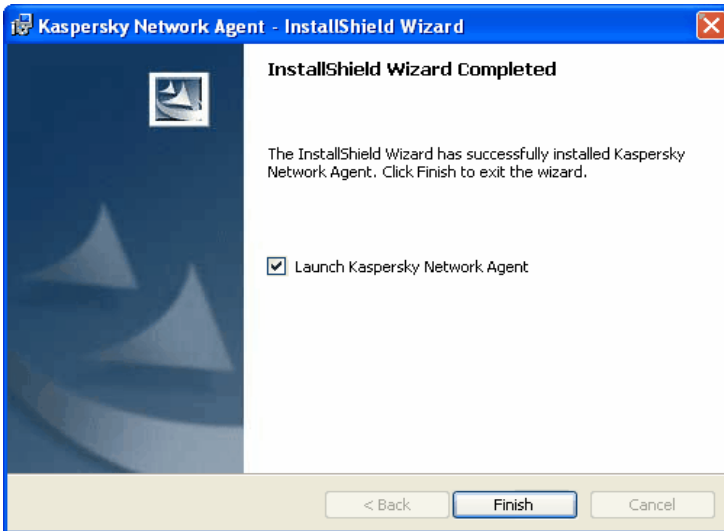 Kaspersky Network Agent - InstallShield Wizard
InstallShield Wizard Completed
The InstallShield Wizard has successfully installed Kaspersky
Network Agent. Click Finish to exit the wizard.
Launch Kaspersky Network Agent
< Back
Finish
Cancel